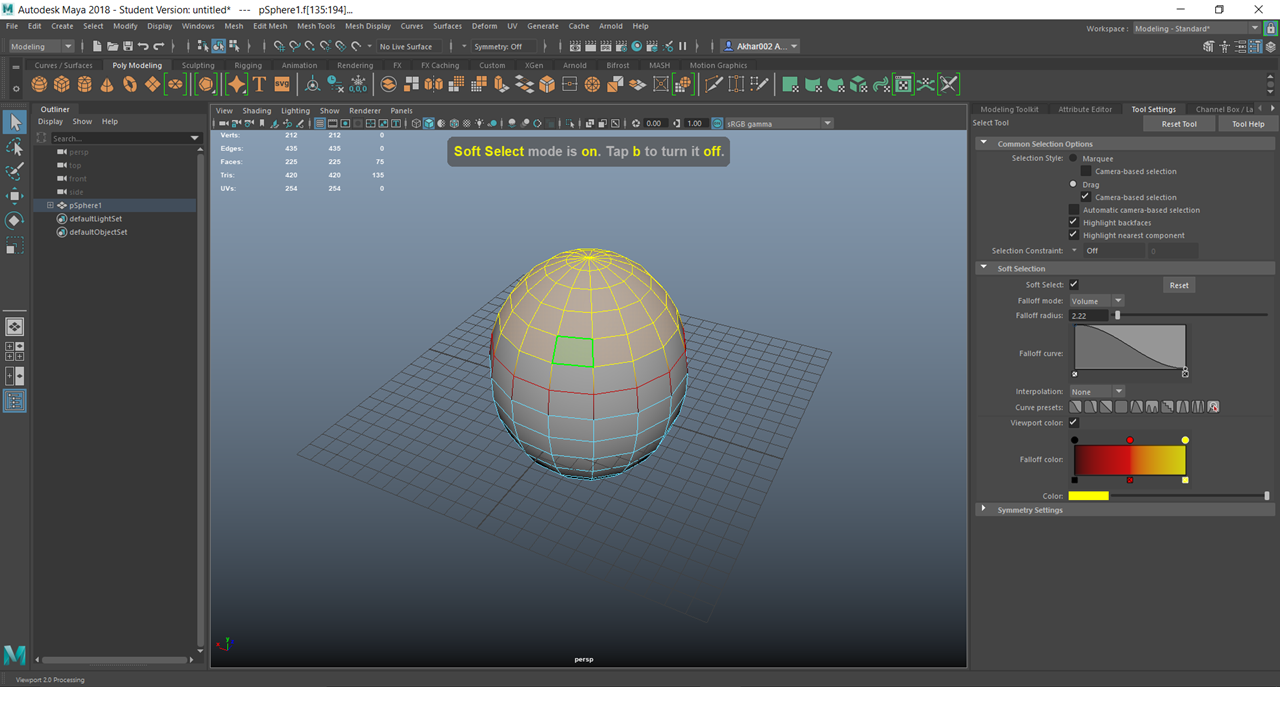 Autodesk Maya 2018 - Student Version: untitled* --- pSphere1.f[135:194]...
File Edit Create Select Modify Display Windows Mesh Edit Mesh Mesh Tools Mesh Display Curves Surfaces Deform UV Generate Cache Arnold Help
Workspace : Modeling - Standard*
Modeling No Live Surface Symmetry: Off Akhar002 ▲▲...
Curves / Surfaces Poly Modeling Sculpting Rigging Animation Rendering FX FX Caching Custom XGen Arnold Bifrost MASH Motion Graphics
SVG
Outliner
Display Show Help
Search...
persp
top
front
side
pSphere1
defaultLightSet
defaultObjectSet
View Shading Lighting Show Renderer Panels
0.00 1.00 sRGB gamma
Verts: 212 212 0
Edges: 435 435 0
Faces: 225 225 75
Tris: 420 420 135
UVs: 254 254 0
Soft Select mode is on. Tap b to turn it off.
persp
Modeling Toolkit Attribute Editor Tool Settings Channel Box / La
Select Tool Reset Tool Tool Help
Common Selection Options
Selection Style: Marquee
Camera-based selection
Drag
Camera-based selection
Automatic camera-based selection
Highlight backfaces
Highlight nearest component
Selection Constraint: Off 0
Soft Selection
Soft Select: Reset
Falloff mode: Volume
Falloff radius: 2.22
Falloff curve:
Interpolation: None
Curve presets:
Viewport color:
Falloff color:
Color:
Symmetry Settings
Viewport 2.0 Processing